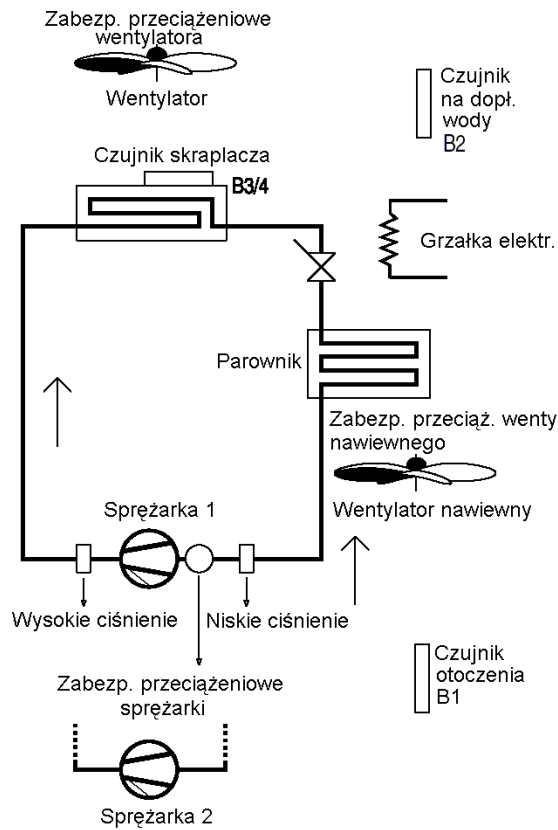 Zabezp. przeciążeniowe
wentylatora
Wentylator
Czujnik
na dopł.
wody
B2
Czujnik skraplacza
B3/4
Grzałka elektr.
Parownik
Zabezp. przeciąż. wenty
nawiewnego
Wentylator nawiewny
Sprężarka 1
Wysokie ciśnienie
Niskie ciśnienie
Zabezp. przeciążeniowe
sprężarki
Czujnik
otoczenia
B1
Sprężarka 2